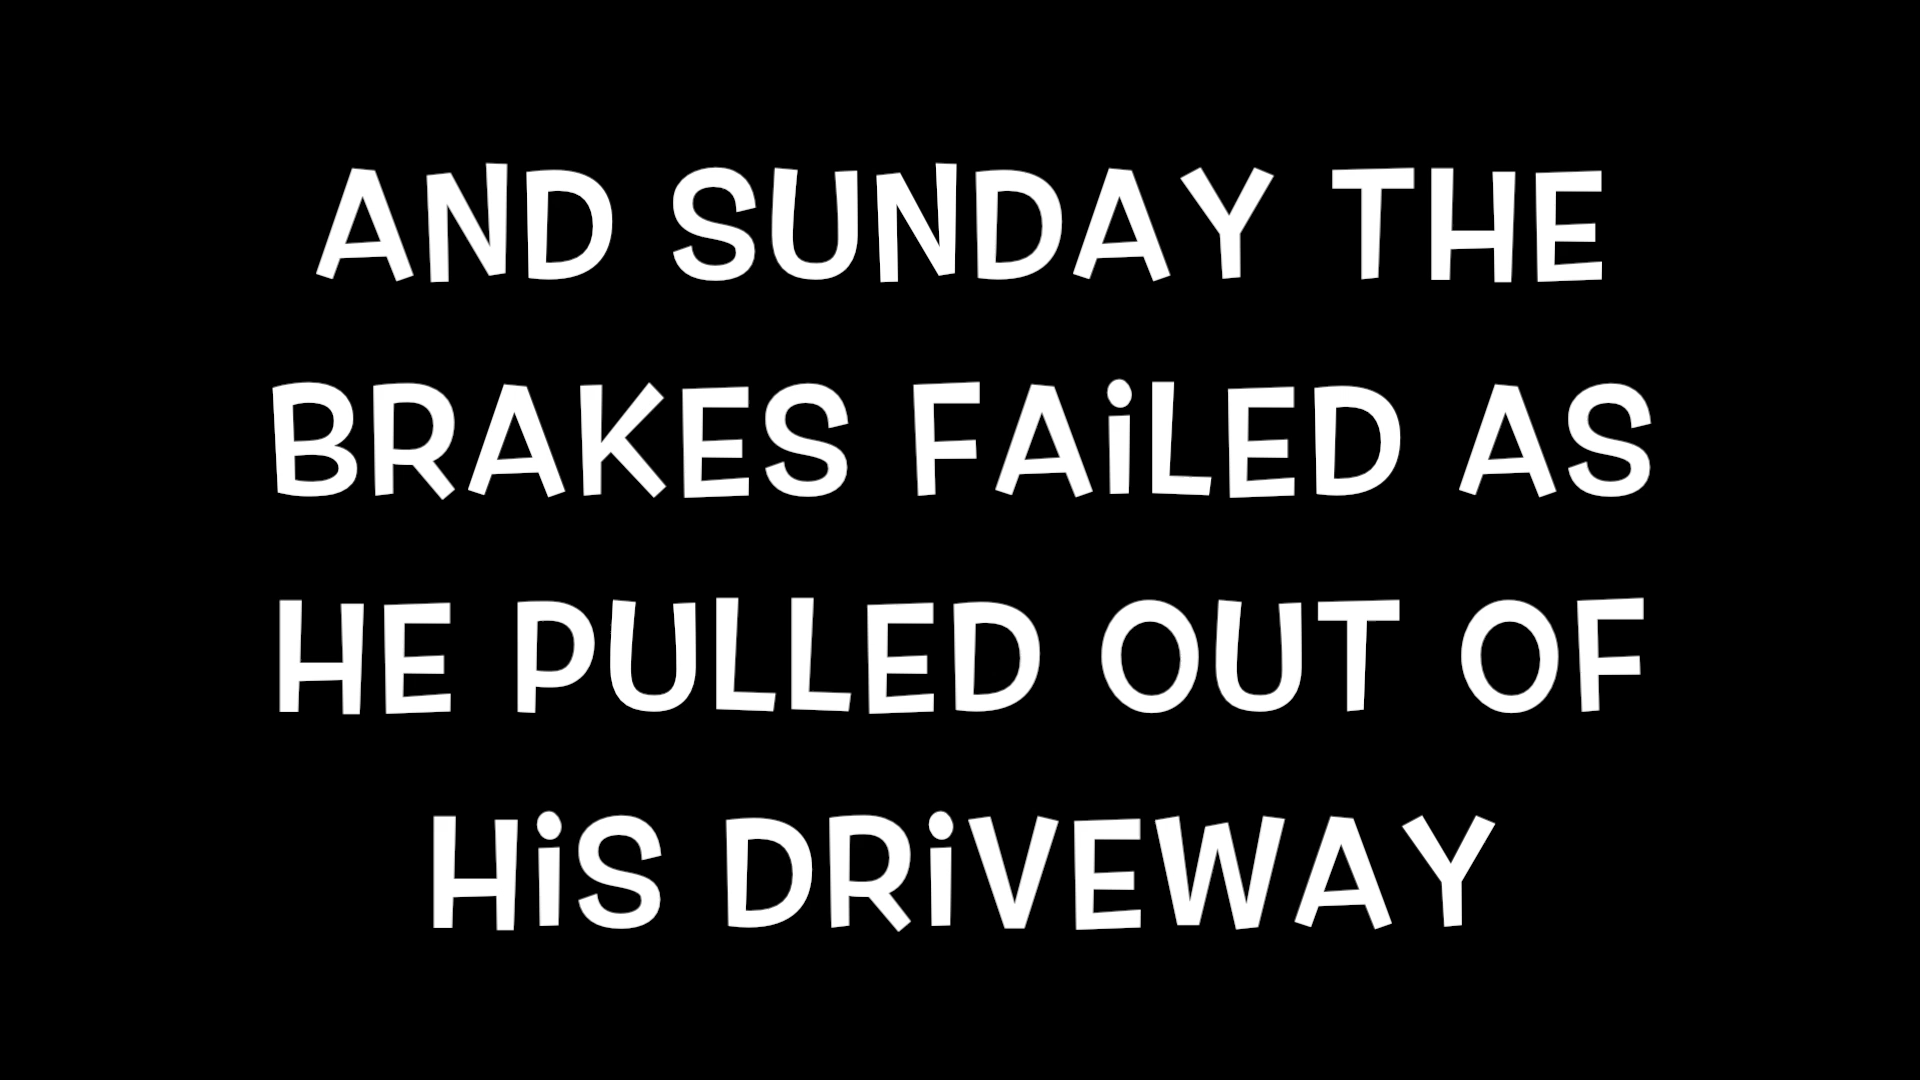 AND SUNDAY THE
BRAKES FAiLED AS
HE PULLED OUT OF
HiS DRiVEWAY